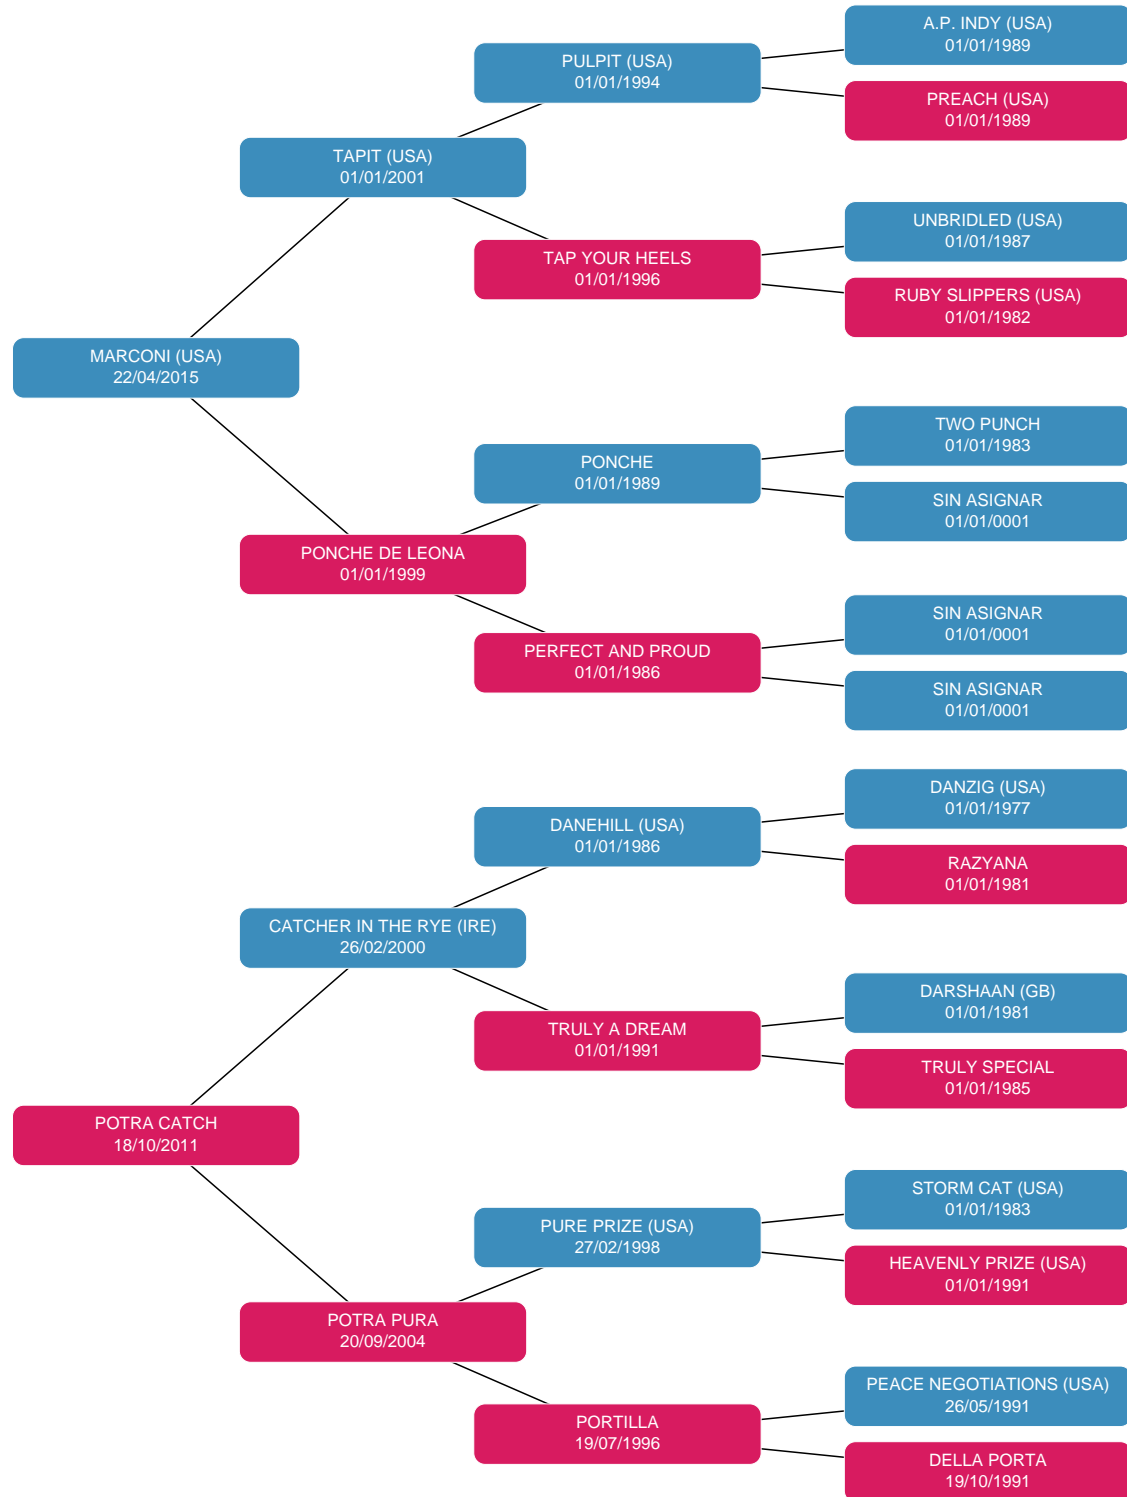 A.P. INDY (USA)
01/01/1989
PULPIT (USA)
01/01/1994
PREACH (USA)
01/01/1989
TAPIT (USA)
01/01/2001
UNBRIDLED (USA)
01/01/1987
TAP YOUR HEELS
01/01/1996
RUBY SLIPPERS (USA)
01/01/1982
MARCONI (USA)
22/04/2015
TWO PUNCH
01/01/1983
PONCHE
01/01/1989
SIN ASIGNAR
01/01/0001
PONCHE DE LEONA
01/01/1999
SIN ASIGNAR
01/01/0001
PERFECT AND PROUD
01/01/1986
SIN ASIGNAR
01/01/0001
DANZIG (USA)
01/01/1977
DANEHILL (USA)
01/01/1986
RAZYANA
01/01/1981
CATCHER IN THE RYE (IRE)
26/02/2000
DARSHAAN (GB)
01/01/1981
TRULY A DREAM
01/01/1991
TRULY SPECIAL
01/01/1985
POTRA CATCH
18/10/2011
STORM CAT (USA)
01/01/1983
PURE PRIZE (USA)
27/02/1998
HEAVENLY PRIZE (USA)
01/01/1991
POTRA PURA
20/09/2004
PEACE NEGOTIATIONS (USA)
26/05/1991
PORTILLA
19/07/1996
DELLA PORTA
19/10/1991